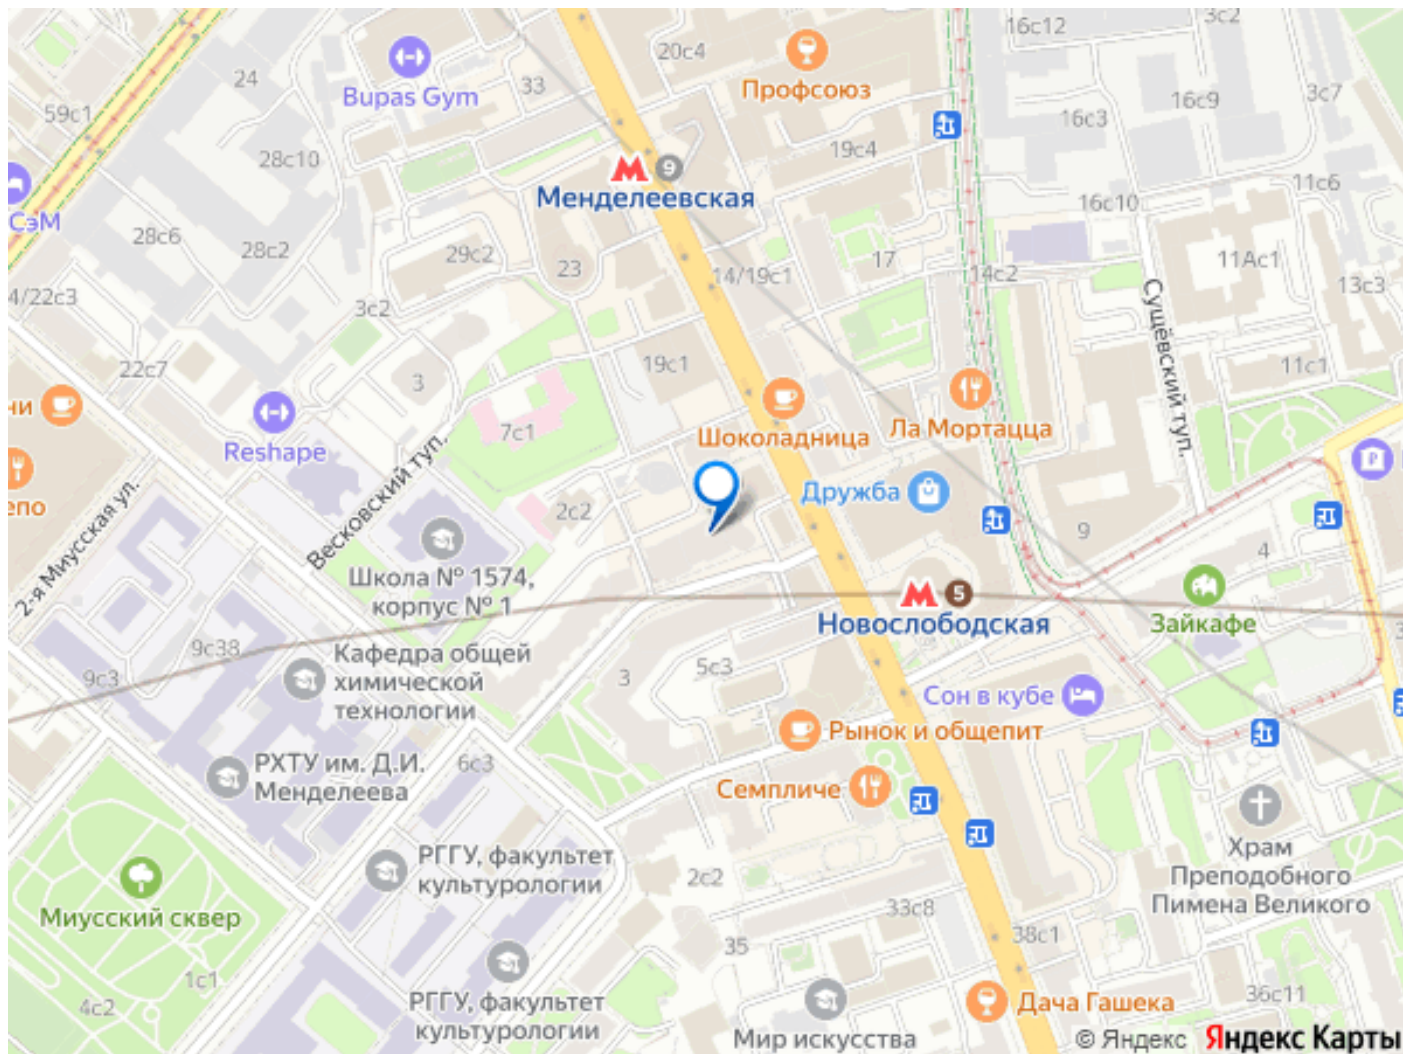 3с2
16с12
20с4
Профсоюз
24
Bupas Gym
33
16с9
3с7
59с1
16с3
28с10
19с4
9
Менделеевская
11с6
СэМ
16с10
28с6
28с2
29с2
23
14/19с1
17
14с2
11Ас1
13с3
4/22с3
3с2
Сущёвский туп.
22с7
3
19с1
11с1
чи
Reshape
7с1
Шоколадница
Ла Мортацца
епо
2-я Миусская ул.
Весковский туп.
2с2
Дружба
9
4
Школа № 1574,
корпус № 1
5
Новослободская
Зайкафе
9с38
9с3
Кафедра общей
химической
технологии
3
5с3
Сон в кубе
Рынок и общепит
РХТУ им. Д.И.
Менделеева
6с3
Семпличе
Храм
Преподобного
Пимена Великого
РГГУ, факультет
культурологии
2с2
Миусский сквер
33с8
35
38с1
1с1
4с2
РГГУ, факультет
культурологии
Мир искусства
Дача Гашека
36с11
© Яндекс Яндекс Карты